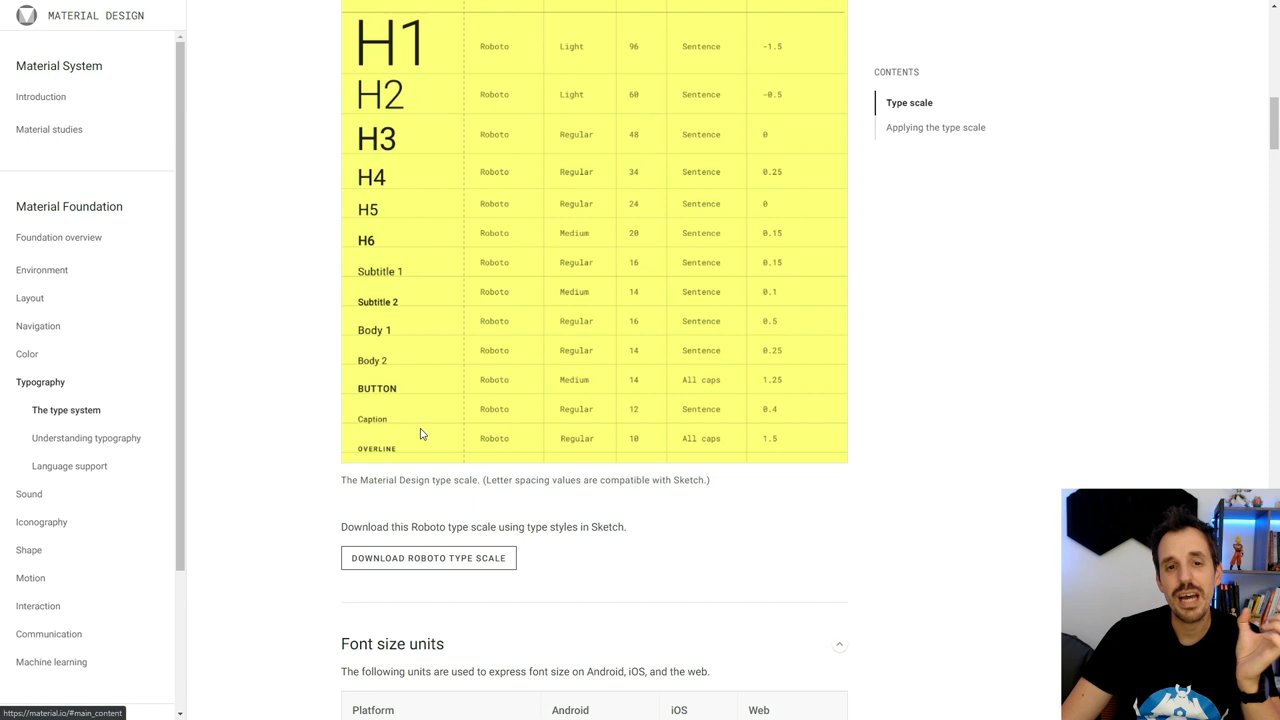 MATERIAL DESIGN
Material System
Introduction
Material studies
Material Foundation
Foundation overview
Environment
Layout
Navigation
Color
Typography
The type system
Understanding typography
Language support
Sound
Iconography
Shape
Motion
Interaction
Communication
Machine learning
https://material.io/#main_content
H1 Roboto Light 96 Sentence -1.5
H2 Roboto Light 60 Sentence -0.5
H3 Roboto Regular 48 Sentence 0
H4 Roboto Regular 34 Sentence 0.25
H5 Roboto Regular 24 Sentence 0
H6 Roboto Medium 20 Sentence 0.15
Subtitle 1 Roboto Regular 16 Sentence 0.15
Subtitle 2 Roboto Medium 14 Sentence 0.1
Body 1 Roboto Regular 16 Sentence 0.5
Body 2 Roboto Regular 14 Sentence 0.25
BUTTON Roboto Medium 14 All caps 1.25
Caption Roboto Regular 12 Sentence 0.4
OVERLINE Roboto Regular 10 All caps 1.5
The Material Design type scale. (Letter spacing values are compatible with Sketch.)
Download this Roboto type scale using type styles in Sketch.
DOWNLOAD ROBOTO TYPE SCALE
Font size units
The following units are used to express font size on Android, iOS, and the web.
Platform Android iOS Web
CONTENTS
Type scale
Applying the type scale